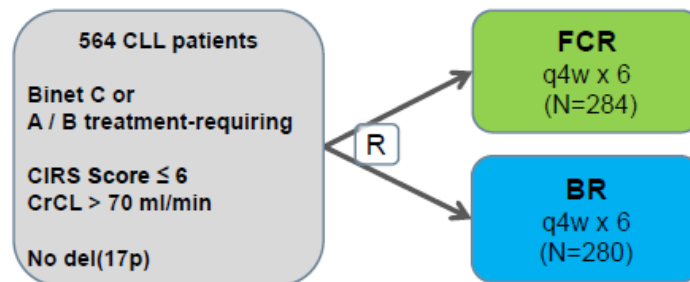 564 CLL patients
Binet C or
A / B treatment-requiring
CIRS Score ≤ 6
CrCL > 70 ml/min
No del(17p)
R
FCR
q4w x 6
(N=284)
BR
q4w x 6
(N=280)